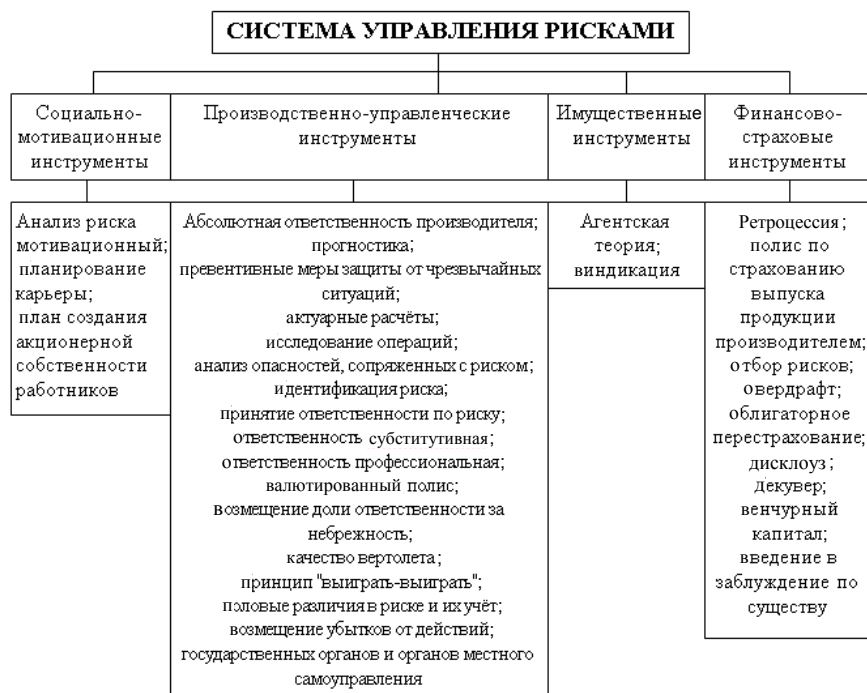 СИСТЕМА УПРАВЛЕНИЯ РИСКАМИ
Социально-
мотивационные
инструменты
Производственно-управленческие
инструменты
Имущественные
инструменты
Финансово-
страховые
инструменты
Анализ риска
мотивационный;
планирование
карьеры;
план создания
акционерной
собственности
работников
Абсолютная ответственность производителя;
прогностика;
превентивные меры защиты от чрезвычайных
ситуаций;
актуарные расчёты;
исследование операций;
анализ опасностей, сопряженных с риском;
идентификация риска;
принятие ответственности по риску;
ответственность субститутивная;
ответственность профессиональная;
валютированный полис;
возмещение доли ответственности за
небрежность;
качество вертолета;
принцип "выиграть-выиграть";
половые различия в риске и их учёт;
возмещение убытков от действий;
государственных органов и органов местного
самоуправления
Агентская
теория;
виндикация
Ретроцессия;
полис по
страхованию
выпуска
продукции
производителем;
отбор рисков;
овердрафт;
облигаторное
перестрахование;
дисклоуз;
декувер;
венчурный
капитал;
введение в
заблуждение по
существу